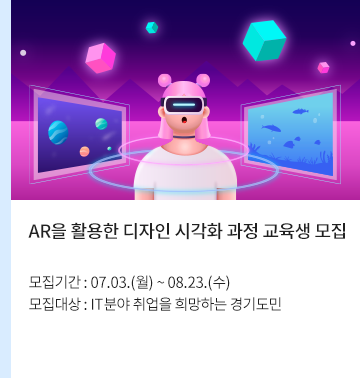 AR을 활용한 디자인 시각화 과정 교육생 모집
모집기간 : 07.03.(월) ~ 08.23.(수)
모집대상 : IT분야 취업을 희망하는 경기도민